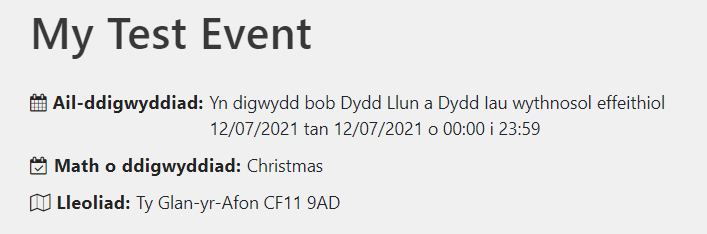 My Test Event
Ail-ddigwyddiad: Yn digwydd bob Dydd Llun a Dydd Iau wythnosol effeithiol
12/07/2021 tan 12/07/2021 o 00:00 i 23:59
Math o ddigwyddiad: Christmas
Lleoliad: Ty Glan-yr-Afon CF11 9AD